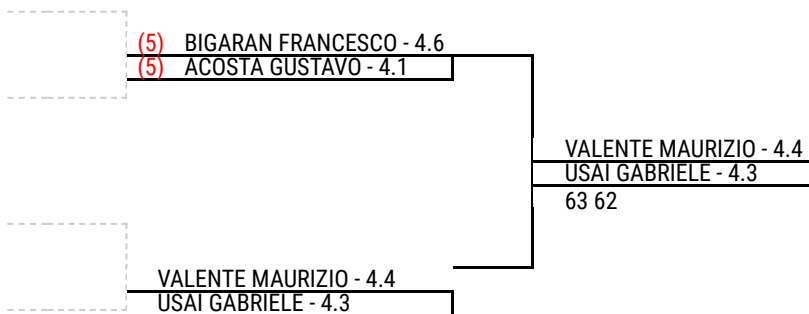 (5) BIGARAN FRANCESCO - 4.6
(5) ACOSTA GUSTAVO - 4.1
VALENTE MAURIZIO - 4.4
USAI GABRIELE - 4.3
63 62
VALENTE MAURIZIO - 4.4
USAI GABRIELE - 4.3